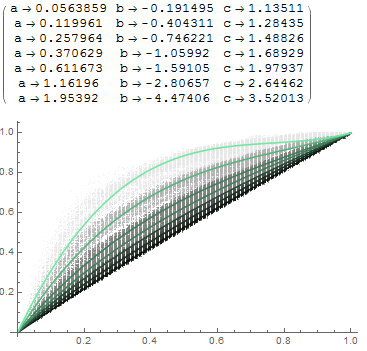 a → 0.0563859 b → -0.191495 c → 1.13511
a → 0.119961 b → -0.404311 c → 1.28435
a → 0.257964 b → -0.746221 c → 1.48826
a → 0.370629 b → -1.05992 c → 1.68929
a → 0.611673 b → -1.59105 c → 1.97937
a → 1.16196 b → -2.80657 c → 2.64462
a → 1.95392 b → -4.47406 c → 3.52013
1.0
0.8
0.6
0.4
0.2
0.2 0.4 0.6 0.8 1.0